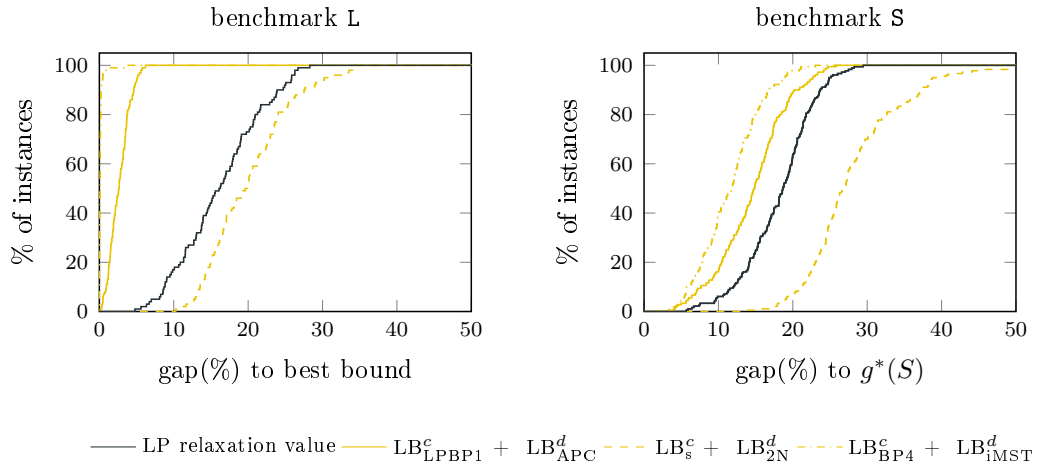 benchmark L
benchmark S
100
80
60
40
20
0
% of instances
0 10 20 30 40 50
gap(%) to best bound
100
80
60
40
20
0
% of instances
0 10 20 30 40 50
gap(%) to g*(S)
LP relaxation value LB^c_LPBP1 + LB^d_APC LB^c_s + LB^d_2N LB^c_BP4 + LB^d_iMST